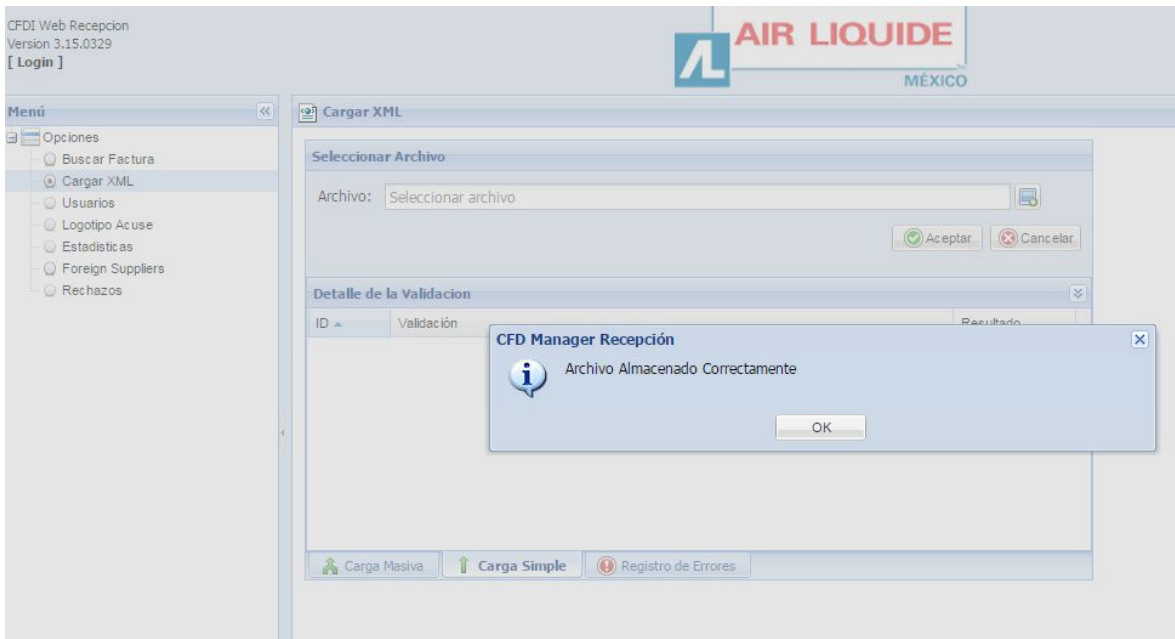 CFDI Web Recepcion
Version 3.15.0329
[ Login ]
AIR LIQUIDE
MÉXICO
Menú
Opciones
Buscar Factura
Cargar XML
Usuarios
Logotipo Acuse
Estadisticas
Foreign Suppliers
Rechazos
Cargar XML
Seleccionar Archivo
Archivo: Seleccionar archivo
Aceptar Cancelar
Detalle de la Validacion
ID Validación Resultado
CFD Manager Recepción
Archivo Almacenado Correctamente
OK
Carga Masiva Carga Simple Registro de Errores